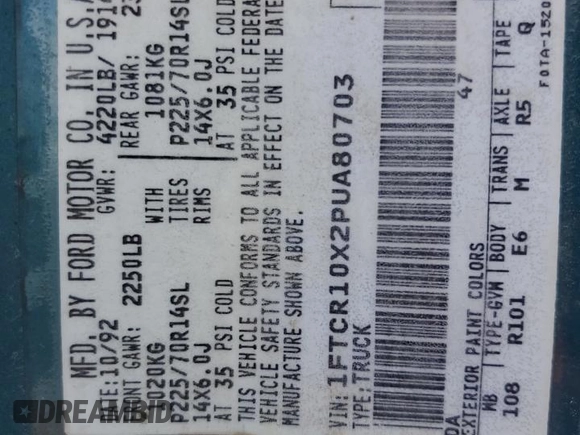 MFD. BY FORD MOTOR CO. IN U.S.A.
DATE: 10/92 GVWR: 4220LB/ 1914
FRONT GAWR: 2250LB REAR GAWR: 23
1020KG WITH 1081KG
P225/70R14SL TIRES P225/70R14SL
14X6.0J RIMS 14X6.0J
AT 35 PSI COLD AT 35 PSI COLD
THIS VEHICLE CONFORMS TO ALL APPLICABLE FEDERAL
VEHICLE SAFETY STANDARDS IN EFFECT ON THE DATE
MANUFACTURE SHOWN ABOVE.
VIN: 1FTCR10X2PUA80703
TYPE: TRUCK
47
DA
EXTERIOR PAINT COLORS
WB TYPE-GVW BODY TRANS AXLE TAPE
108 R101 E6 M R5 Q
FOTA-1520
DREAMBID